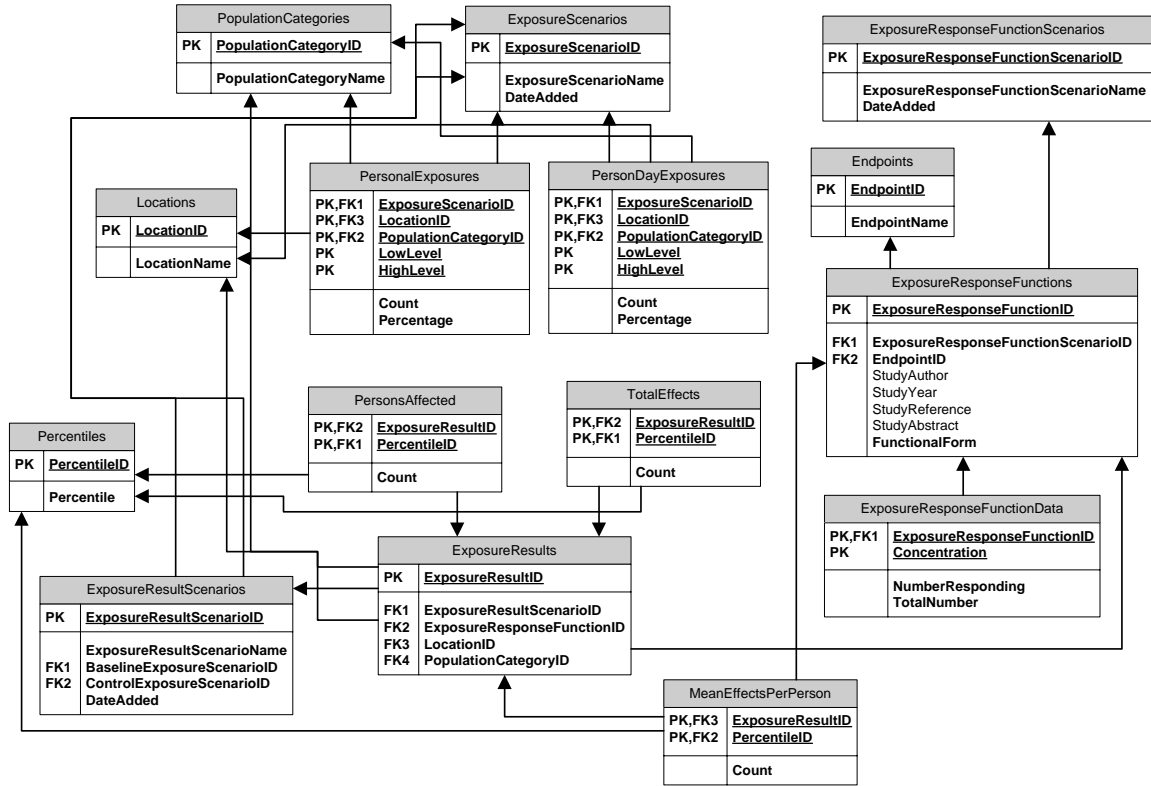 PopulationCategories
PK PopulationCategoryID
PopulationCategoryName
ExposureScenarios
PK ExposureScenarioID
ExposureScenarioName
DateAdded
ExposureResponseFunctionScenarios
PK ExposureResponseFunctionScenarioID
ExposureResponseFunctionScenarioName
DateAdded
Locations
PK LocationID
LocationName
PersonalExposures
PK,FK1 ExposureScenarioID
PK,FK3 LocationID
PK,FK2 PopulationCategoryID
PK LowLevel
PK HighLevel
Count
Percentage
PersonDayExposures
PK,FK1 ExposureScenarioID
PK,FK3 LocationID
PK,FK2 PopulationCategoryID
PK LowLevel
PK HighLevel
Count
Percentage
Endpoints
PK EndpointID
EndpointName
ExposureResponseFunctions
PK ExposureResponseFunctionID
FK1 ExposureResponseFunctionScenarioID
FK2 EndpointID
StudyAuthor
StudyYear
StudyReference
StudyAbstract
FunctionalForm
Percentiles
PK PercentileID
Percentile
PersonsAffected
PK,FK2 ExposureResultID
PK,FK1 PercentileID
Count
TotalEffects
PK,FK2 ExposureResultID
PK,FK1 PercentileID
Count
ExposureResponseFunctionData
PK,FK1 ExposureResponseFunctionID
PK Concentration
NumberResponding
TotalNumber
ExposureResultScenarios
PK ExposureResultScenarioID
ExposureResultScenarioName
FK1 BaselineExposureScenarioID
FK2 ControlExposureScenarioID
DateAdded
ExposureResults
PK ExposureResultID
FK1 ExposureResultScenarioID
FK2 ExposureResponseFunctionID
FK3 LocationID
FK4 PopulationCategoryID
MeanEffectsPerPerson
PK,FK3 ExposureResultID
PK,FK2 PercentileID
Count